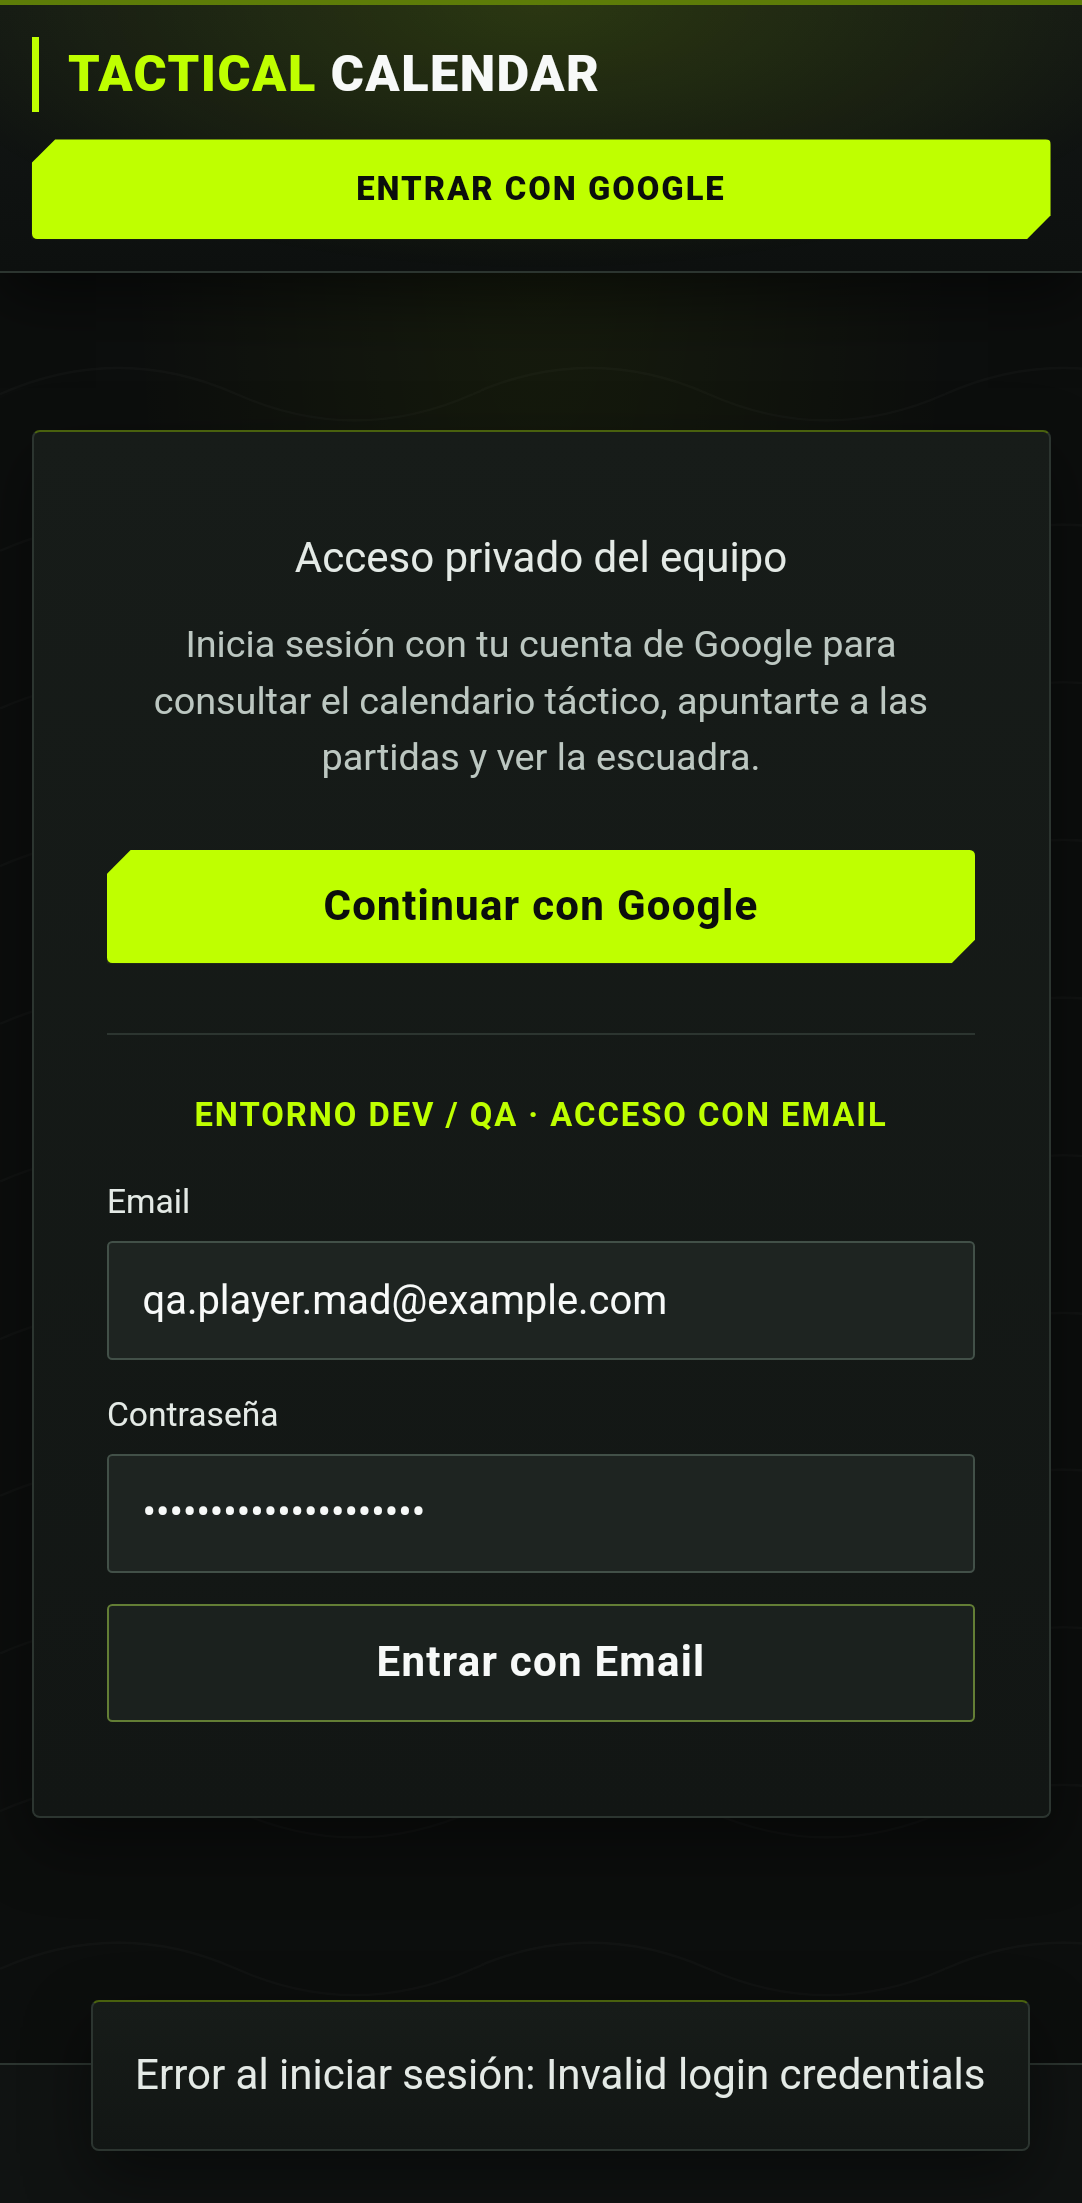 TACTICAL CALENDAR
ENTRAR CON GOOGLE
Acceso privado del equipo
Inicia sesión con tu cuenta de Google para
consultar el calendario táctico, apuntarte a las
partidas y ver la escuadra.
Continuar con Google
ENTORNO DEV / QA · ACCESO CON EMAIL
Email
qa.player.mad@example.com
Contraseña
•••••••••••••••••••••
Entrar con Email
Error al iniciar sesión: Invalid login credentials